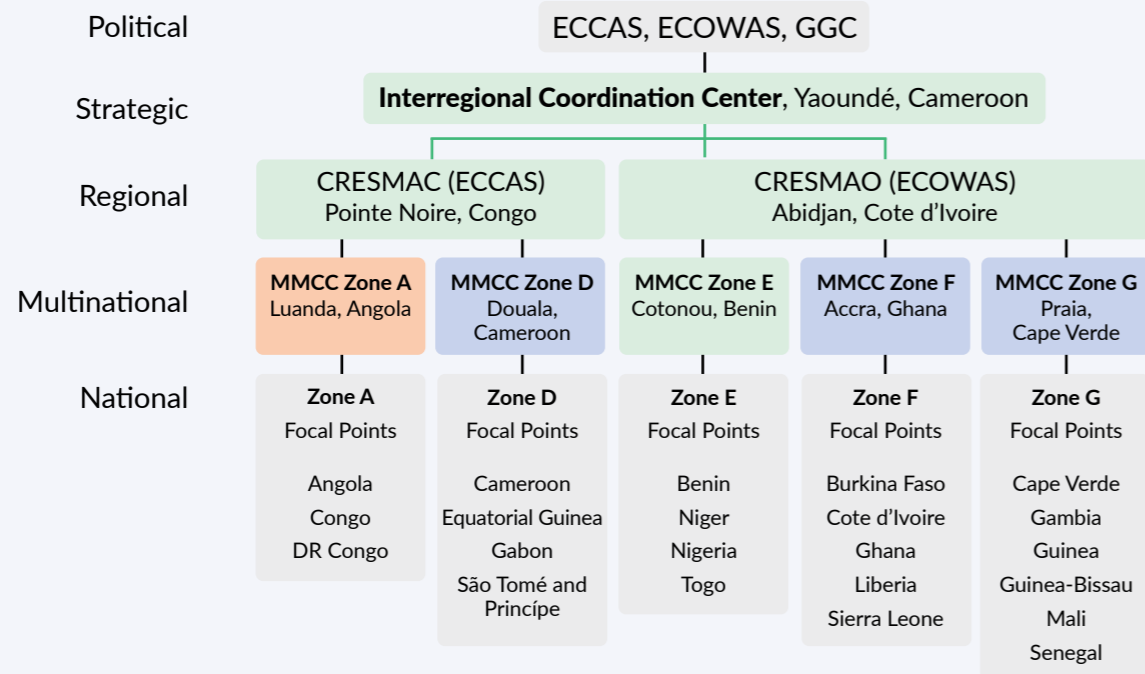 Political
ECCAS, ECOWAS, GGC
Strategic
Interregional Coordination Center, Yaoundé, Cameroon
Regional
CRESMAC (ECCAS)
Pointe Noire, Congo
CRESMAO (ECOWAS)
Abidjan, Cote d'Ivoire
Multinational
MMCC Zone A
Luanda, Angola
MMCC Zone D
Douala,
Cameroon
MMCC Zone E
Cotonou, Benin
MMCC Zone F
Accra, Ghana
MMCC Zone G
Praia,
Cape Verde
National
Zone A
Focal Points
Angola
Congo
DR Congo
Zone D
Focal Points
Cameroon
Equatorial Guinea
Gabon
São Tomé and
Princípe
Zone E
Focal Points
Benin
Niger
Nigeria
Togo
Zone F
Focal Points
Burkina Faso
Cote d'Ivoire
Ghana
Liberia
Sierra Leone
Zone G
Focal Points
Cape Verde
Gambia
Guinea
Guinea-Bissau
Mali
Senegal